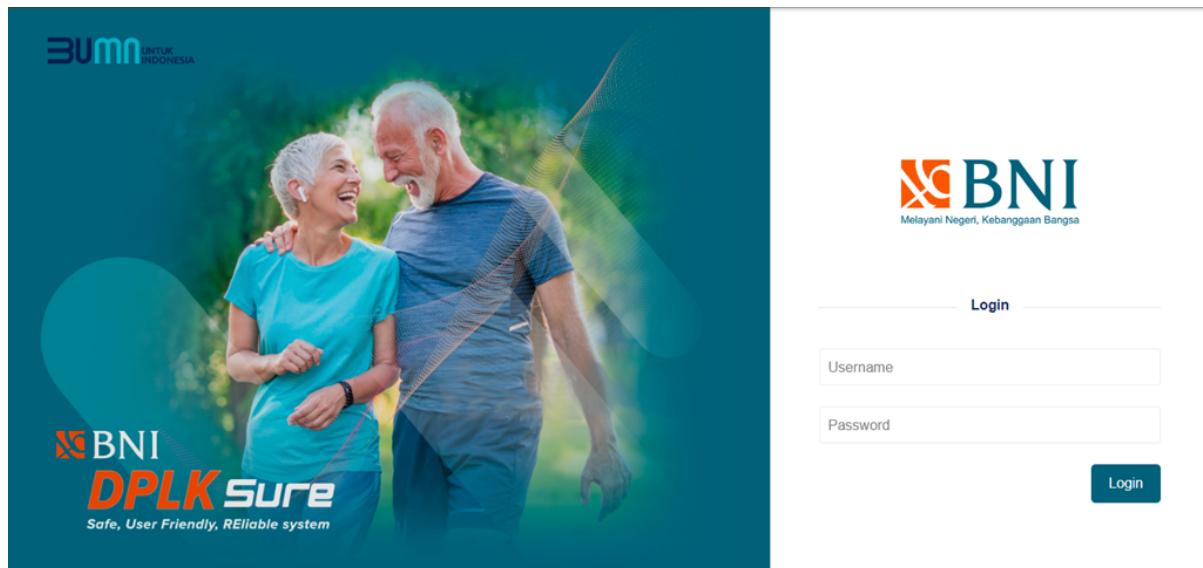 BUMN UNTUK
INDONESIA
BNI
DPLK Sure
Safe, User Friendly, REliable system
BNI
Melayani Negeri, Kebanggaan Bangsa
Login
Username
Password
Login